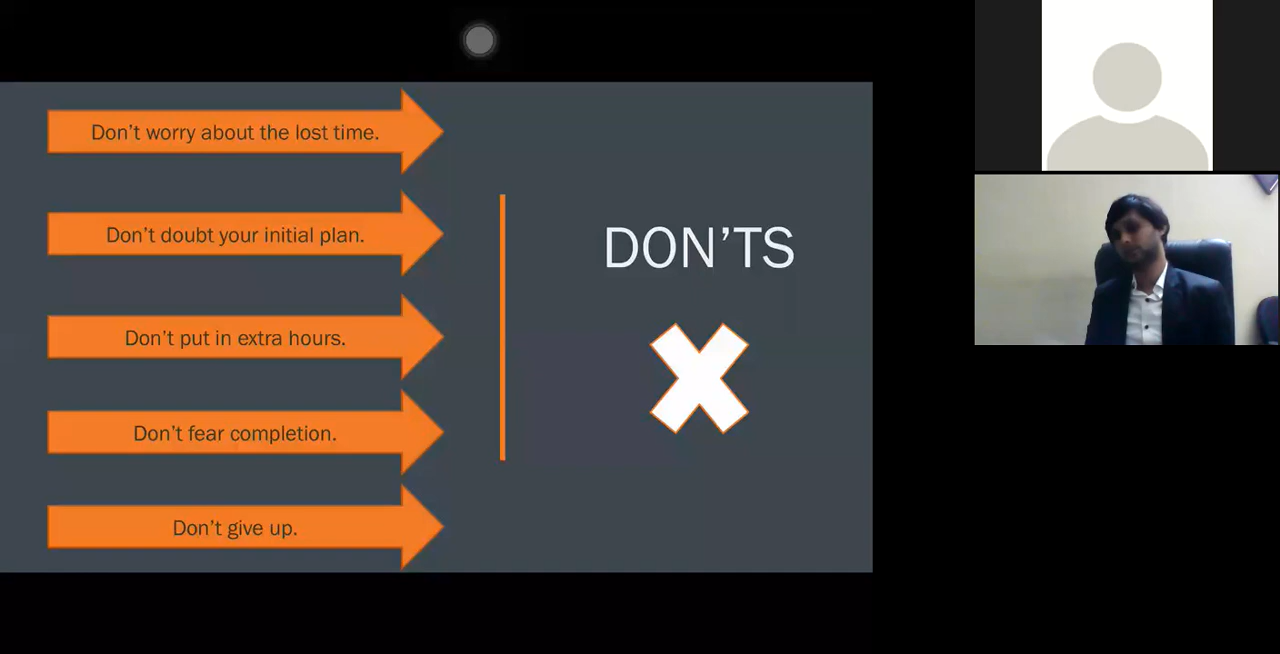 Don’t worry about the lost time.
Don’t doubt your initial plan.
Don’t put in extra hours.
Don’t fear completion.
Don’t give up.
DON’TS